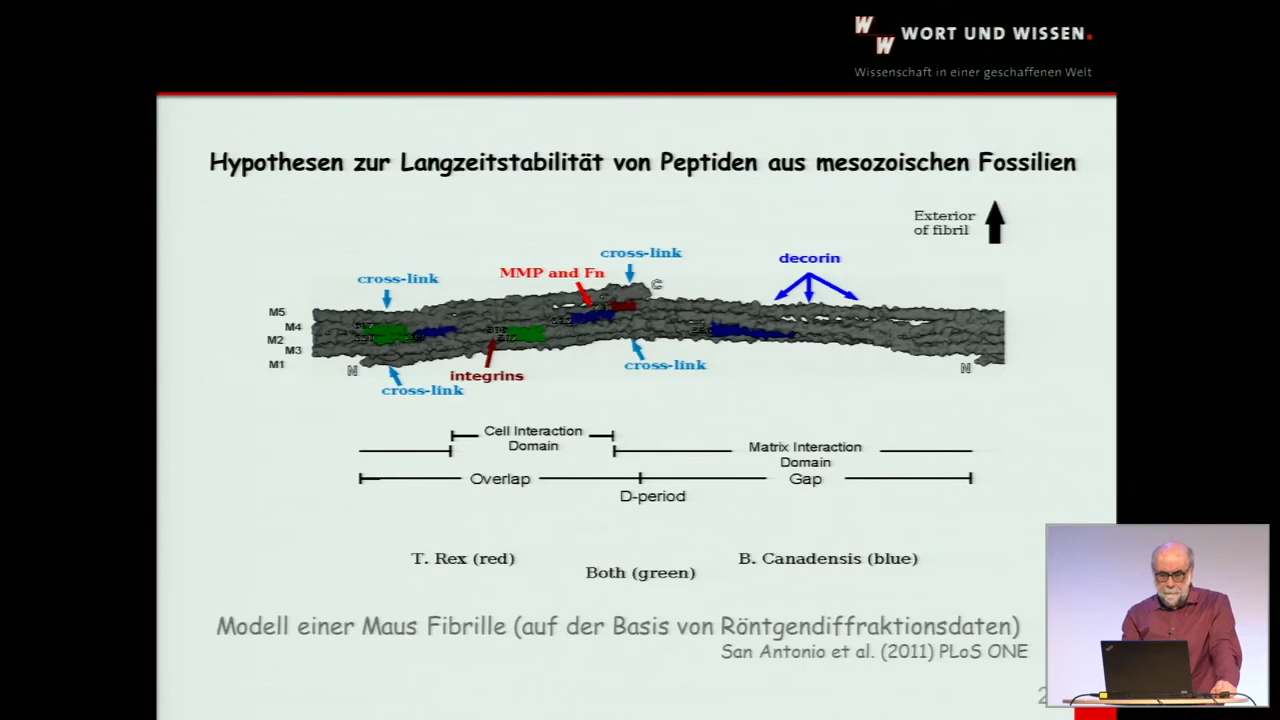 W W WORT UND WISSEN.
Wissenschaft in einer geschaffenen Welt
Hypothesen zur Langzeitstabilität von Peptiden aus mesozoischen Fossilien
Exterior
of fibril
cross-link
decorin
MMP and Fn
cross-link
C
M5
M4
M2
M3
M1
N
integrins
cross-link
cross-link
N
Cell Interaction
Domain
Matrix Interaction
Domain
Overlap
Gap
D-period
T. Rex (red)
Both (green)
B. Canadensis (blue)
Modell einer Maus Fibrille (auf der Basis von Röntgendiffraktionsdaten)
San Antonio et al. (2011) PLoS ONE